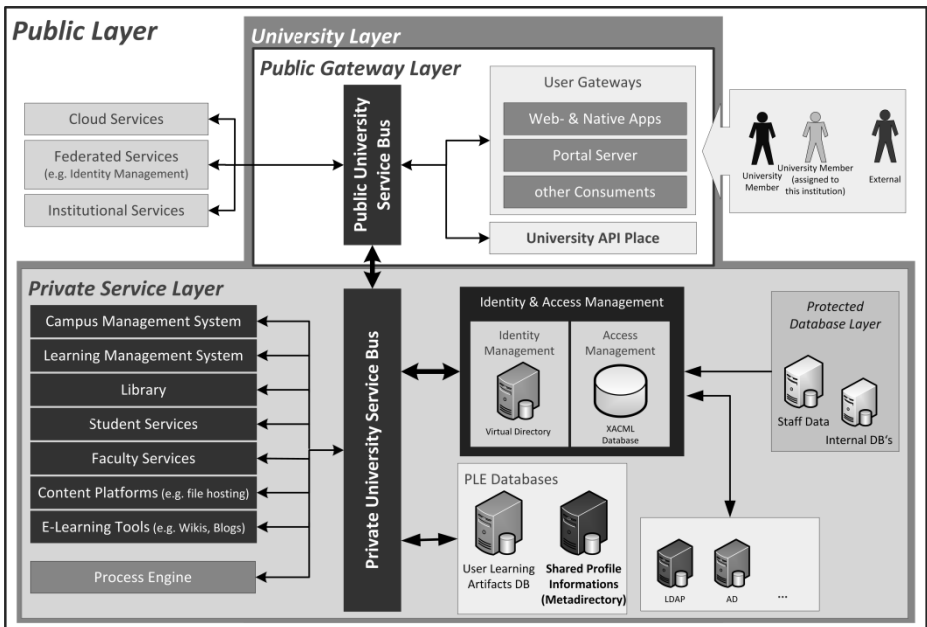 Public Layer
University Layer
Public Gateway Layer
Cloud Services
Federated Services
(e.g. Identity Management)
Institutional Services
Public University
Service Bus
User Gateways
Web- & Native Apps
Portal Server
other Consuments
University API Place
University
Member
University Member
(assigned to
this institution)
External
Private Service Layer
Campus Management System
Learning Management System
Library
Student Services
Faculty Services
Content Platforms (e.g. file hosting)
E-Learning Tools (e.g. Wikis, Blogs)
Process Engine
Private University Service Bus
Identity & Access Management
Identity
Management
Virtual Directory
Access
Management
XACML
Database
Protected
Database Layer
Staff Data
Internal DB's
PLE Databases
User Learning
Artifacts DB
Shared Profile
Informations
(Metadirectory)
LDAP
AD
...